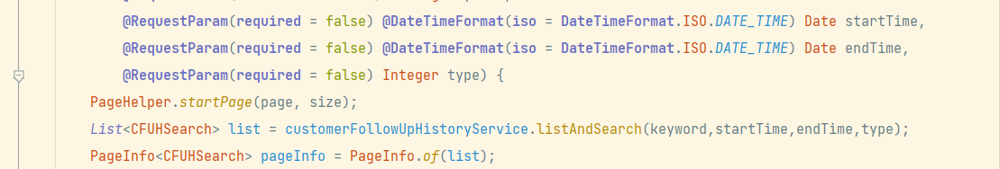 @RequestParam(required = false) @DateTimeFormat(iso = DateTimeFormat.ISO.DATE_TIME) Date startTime,
@RequestParam(required = false) @DateTimeFormat(iso = DateTimeFormat.ISO.DATE_TIME) Date endTime,
@RequestParam(required = false) Integer type) {
PageHelper.startPage(page, size);
List<CFUHSearch> list = customerFollowUpHistoryService.listAndSearch(keyword,startTime,endTime,type);
PageInfo<CFUHSearch> pageInfo = PageInfo.of(list);